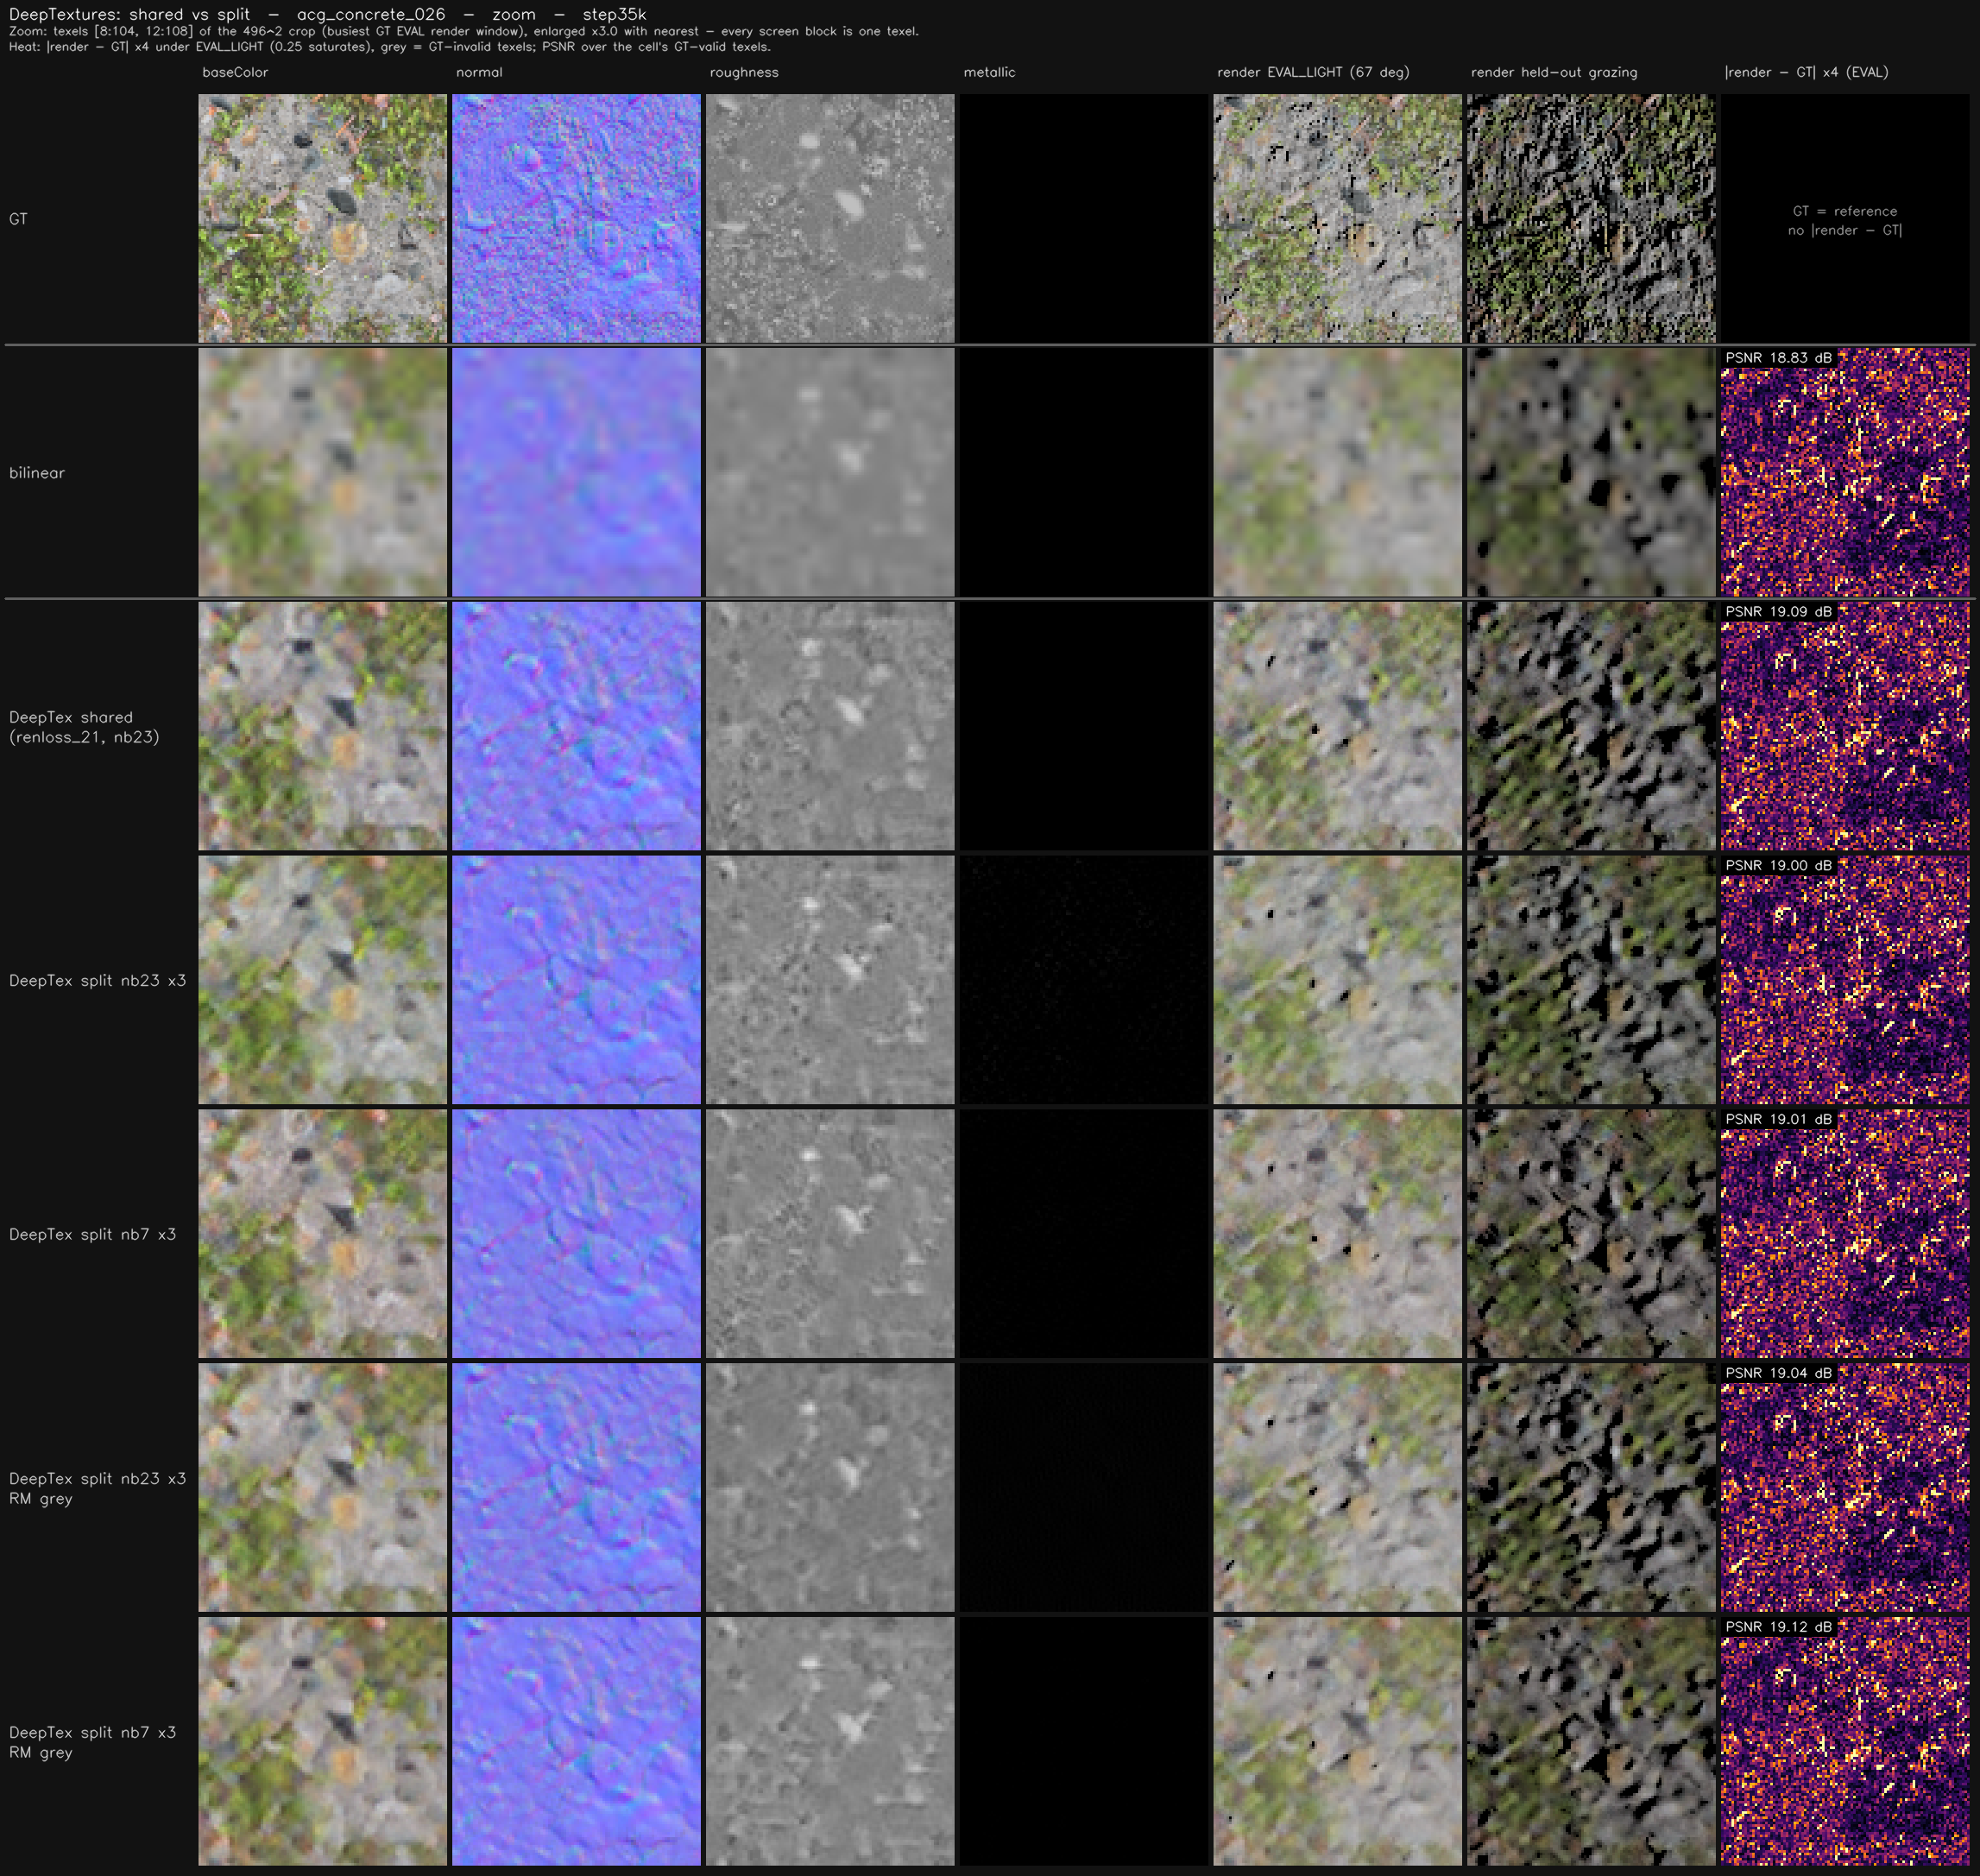 DeepTextures: shared vs split — acg_concrete_026 — zoom — step35k
Zoom: texels [8:104, 12:108] of the 496^2 crop (busiest GT EVAL render window), enlarged x3.0 with nearest — every screen block is one texel.
Heat: |render − GT| x4 under EVAL_LIGHT (0.25 saturates), grey = GT-invalid texels; PSNR over the cell's GT-valid texels.
baseColor normal roughness metallic render EVAL_LIGHT (67 deg) render held-out grazing |render − GT| x4 (EVAL)
GT
GT = reference
no |render − GT|
bilinear
PSNR 18.83 dB
DeepTex shared
(renloss_21, nb23)
PSNR 19.09 dB
DeepTex split nb23 x3
PSNR 19.00 dB
DeepTex split nb7 x3
PSNR 19.01 dB
DeepTex split nb23 x3
RM grey
PSNR 19.04 dB
DeepTex split nb7 x3
RM grey
PSNR 19.12 dB